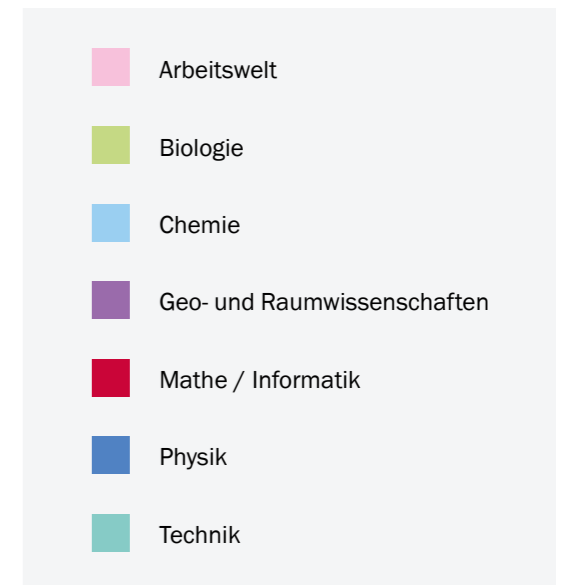 Arbeitswelt
Biologie
Chemie
Geo- und Raumwissenschaften
Mathe / Informatik
Physik
Technik